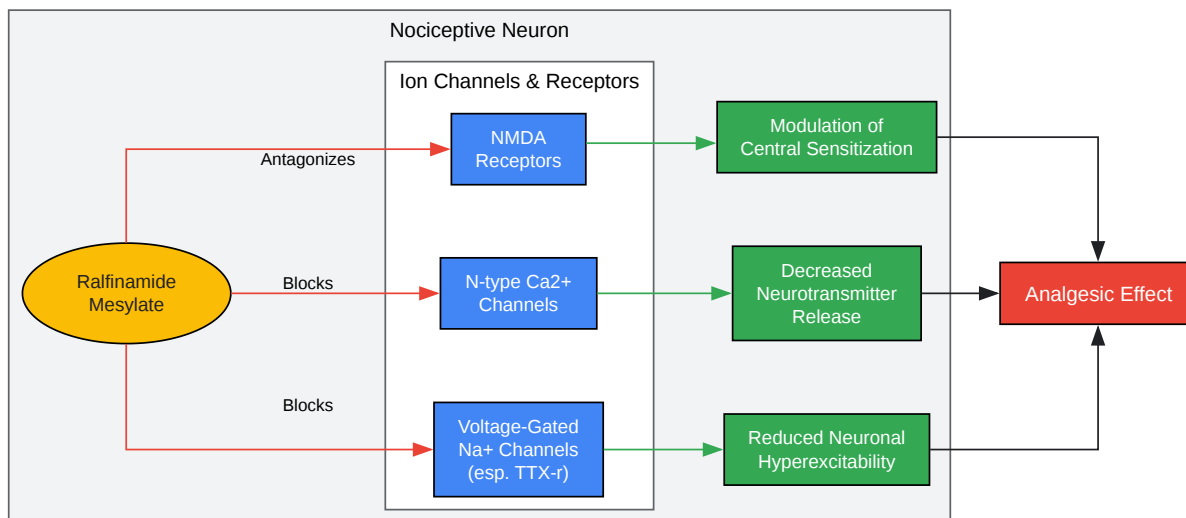 Nociceptive Neuron
Ion Channels & Receptors
NMDA
Receptors
Modulation of
Central Sensitization
Antagonizes
Ralfinamide
Mesylate
Blocks
N-type Ca2+
Channels
Decreased
Neurotransmitter
Release
Analgesic Effect
Blocks
Voltage-Gated
Na+ Channels
(esp. TTX-r)
Reduced Neuronal
Hyperexcitability